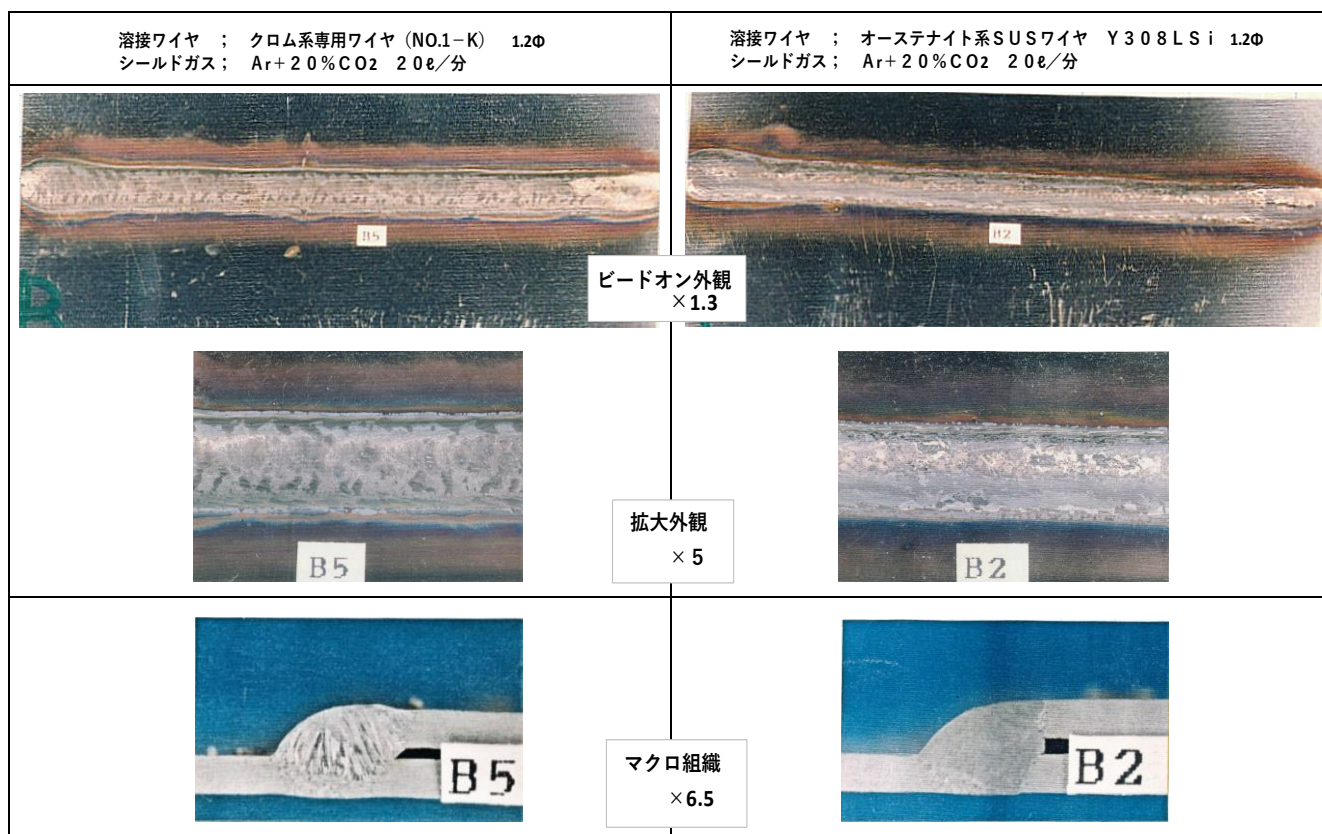 溶接ワイヤ ; クロム系専用ワイヤ(NO.1-K) 1.2Φ
シールドガス; Ar+20%CO2 20ℓ/分
溶接ワイヤ ; オーステナイト系SUSワイヤ Y308LSi 1.2Φ
シールドガス; Ar+20%CO2 20ℓ/分
B5
B2
ビードオン外観
×1.3
拡大外観
×5
B5
B2
マクロ組織
×6.5
B5
B2